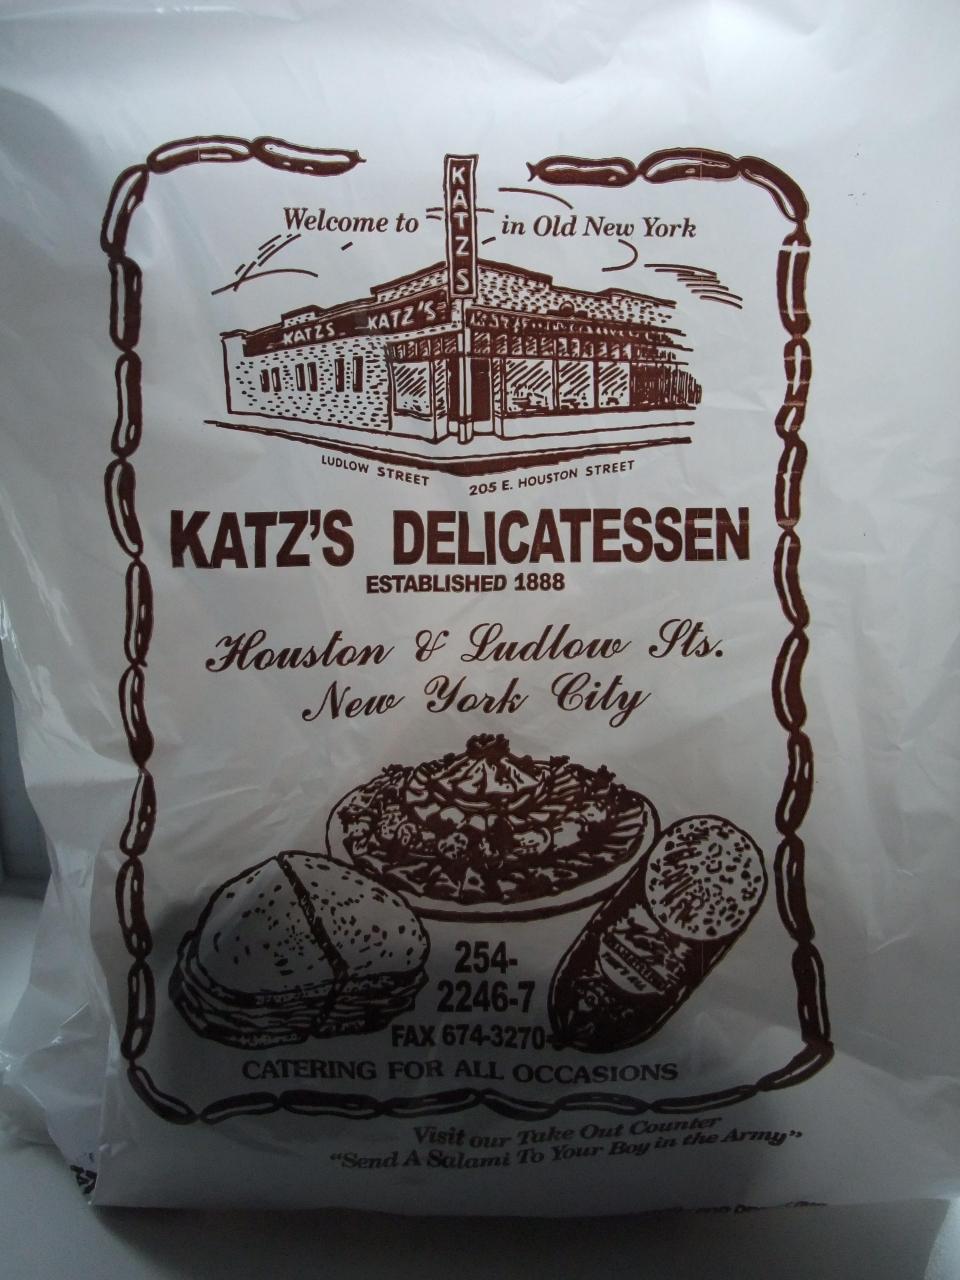 KATZ'S
Welcome to
in Old New York
KATZS KATZ'S
LUDLOW STREET
205 E. HOUSTON STREET
KATZ'S DELICATESSEN
ESTABLISHED 1888
Houston & Ludlow Sts.
New York City
254-
2246-7
FAX 674-3270
CATERING FOR ALL OCCASIONS
Visit our Take Out Counter
"Send A Salami To Your Boy in the Army"